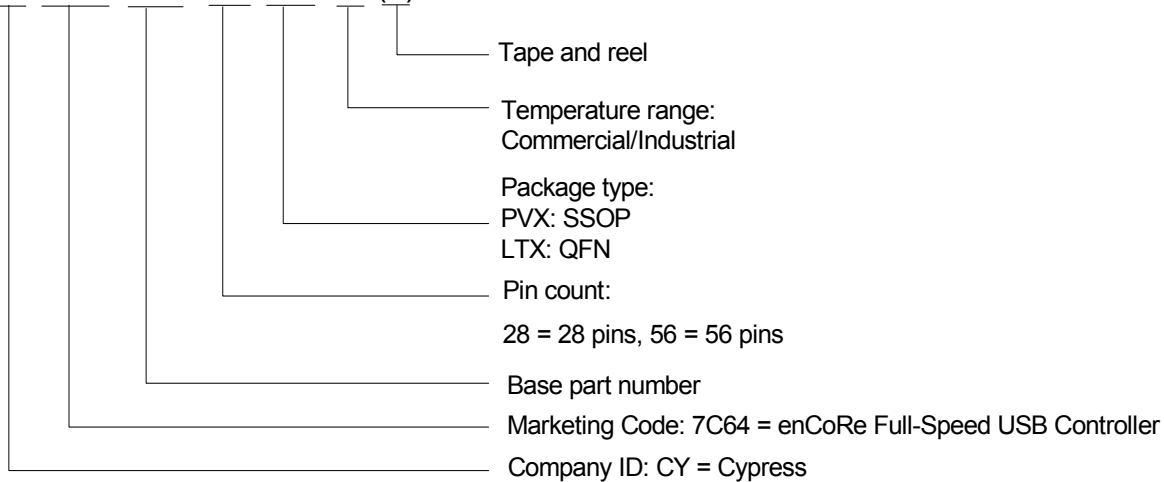 Tape and reel
Temperature range:
Commercial/Industrial
Package type:
PVX: SSOP
LTX: QFN
Pin count:
28 = 28 pins, 56 = 56 pins
Base part number
Marketing Code: 7C64 = enCoRe Full-Speed USB Controller
Company ID: CY = Cypress